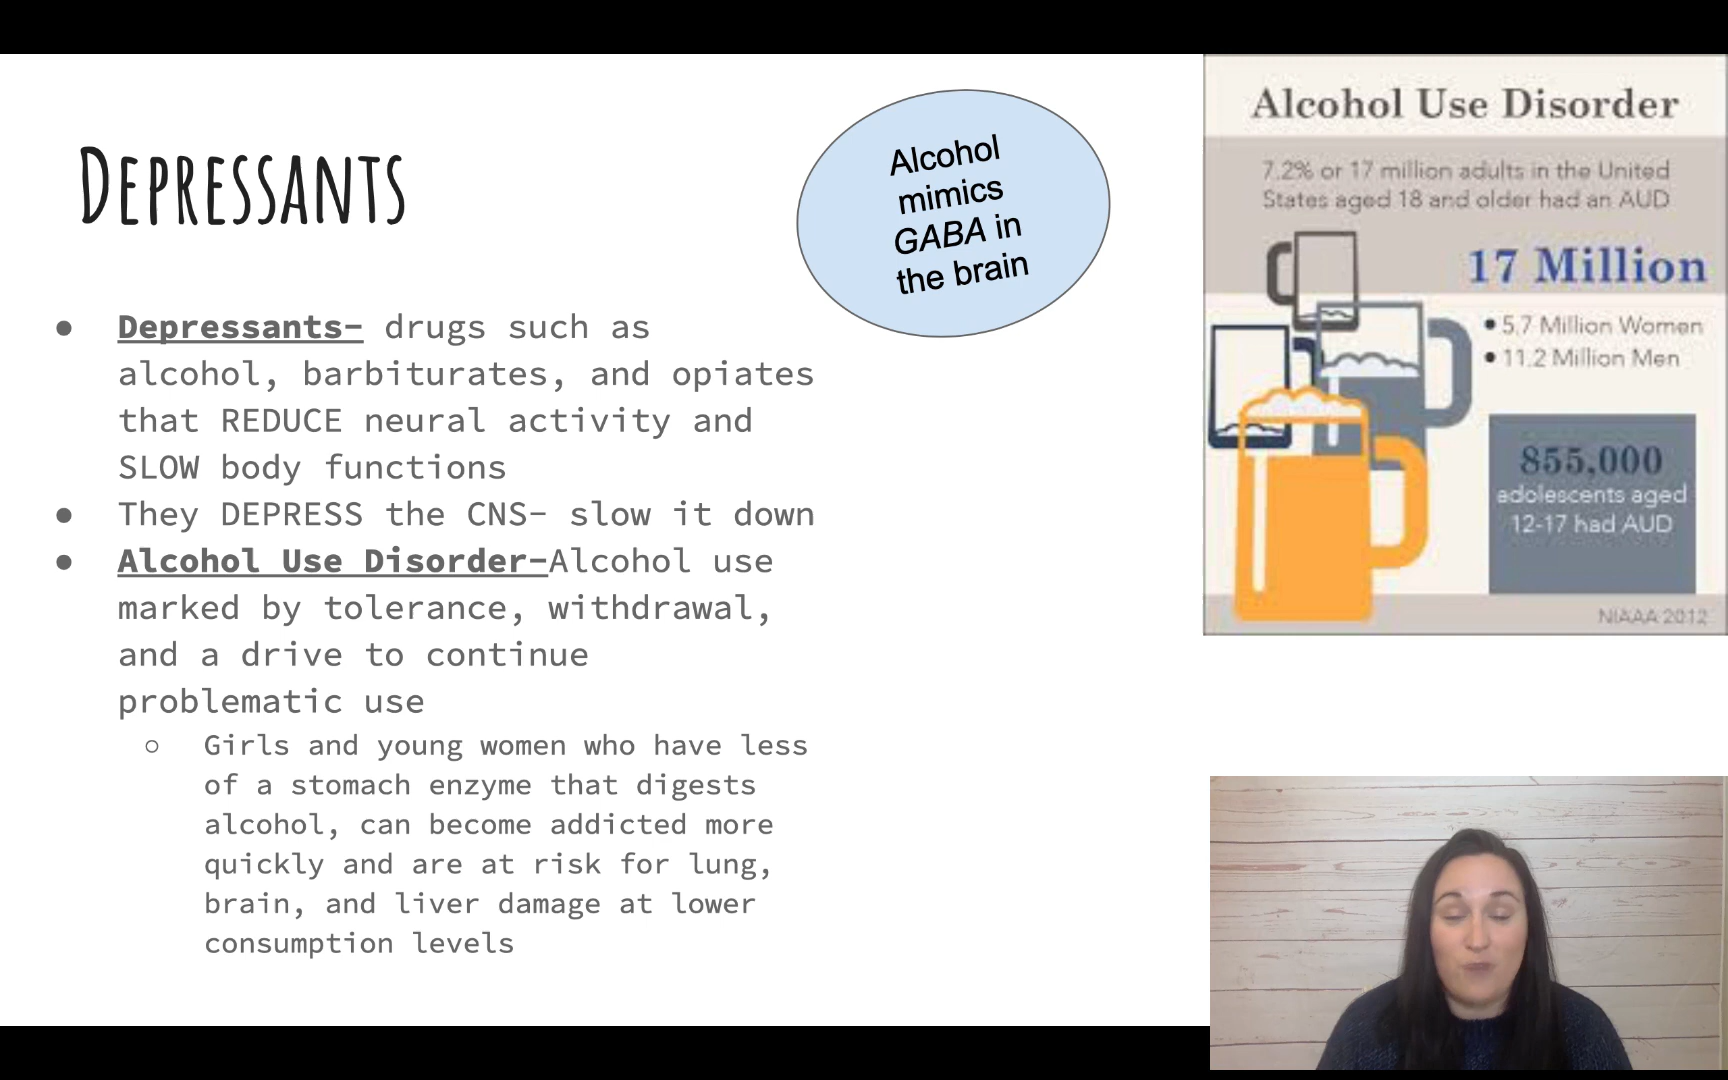 DEPRESSANTS
Alcohol
mimics
GABA in
the brain
● Depressants- drugs such as
alcohol, barbiturates, and opiates
that REDUCE neural activity and
SLOW body functions
● They DEPRESS the CNS- slow it down
● Alcohol Use Disorder-Alcohol use
marked by tolerance, withdrawal,
and a drive to continue
problematic use
○ Girls and young women who have less
of a stomach enzyme that digests
alcohol, can become addicted more
quickly and are at risk for lung,
brain, and liver damage at lower
consumption levels
Alcohol Use Disorder
7.2% or 17 million adults in the United
States aged 18 and older had an AUD
17 Million
• 5.7 Million Women
• 11.2 Million Men
855,000
adolescents aged
12-17 had AUD
NIAAA 2012